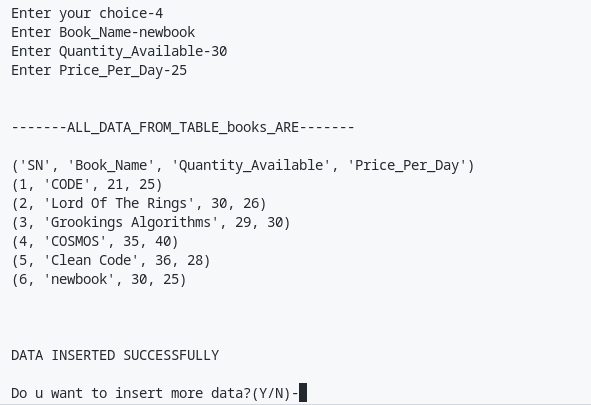 Enter your choice-4
Enter Book_Name-newbook
Enter Quantity_Available-30
Enter Price_Per_Day-25
-------ALL_DATA_FROM_TABLE_books_ARE-------
('SN', 'Book_Name', 'Quantity_Available', 'Price_Per_Day')
(1, 'CODE', 21, 25)
(2, 'Lord Of The Rings', 30, 26)
(3, 'Grookings Algorithms', 29, 30)
(4, 'COSMOS', 35, 40)
(5, 'Clean Code', 36, 28)
(6, 'newbook', 30, 25)
DATA INSERTED SUCCESSFULLY
Do u want to insert more data?(Y/N)-